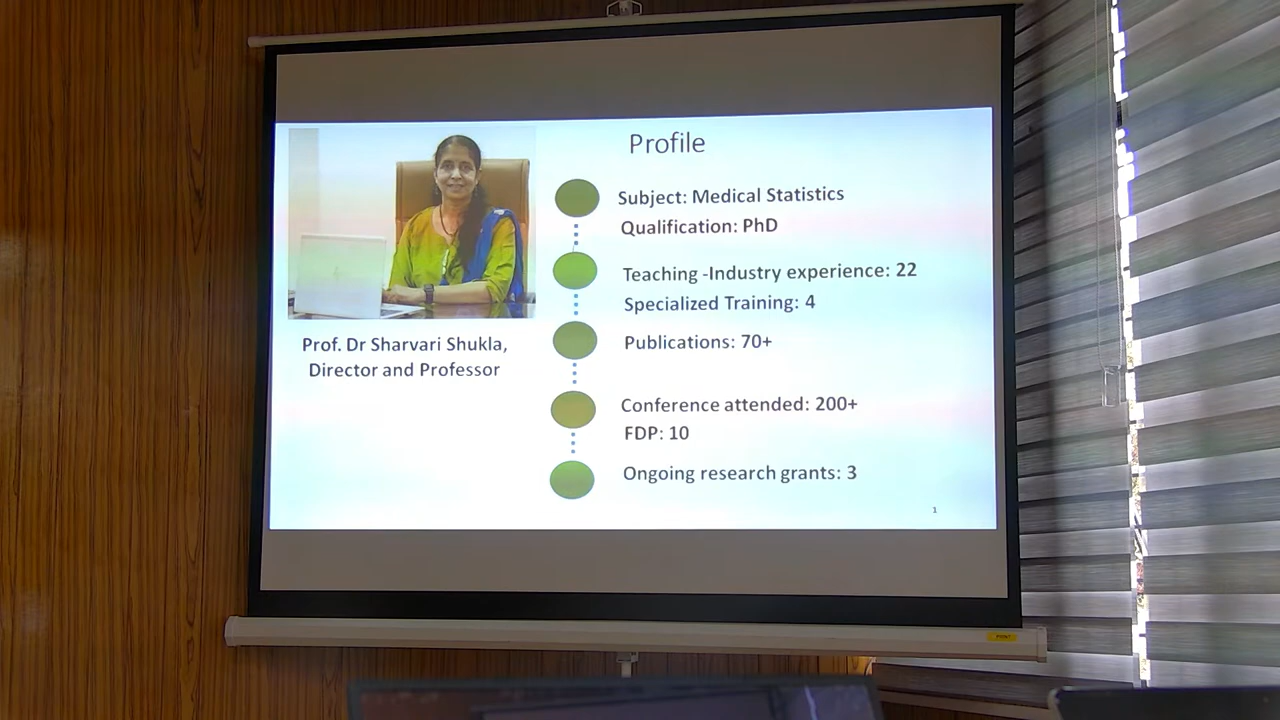 Profile
Subject: Medical Statistics
Qualification: PhD
Teaching -Industry experience: 22
Specialized Training: 4
Publications: 70+
Conference attended: 200+
FDP: 10
Ongoing research grants: 3
Prof. Dr Sharvari Shukla,
Director and Professor
1